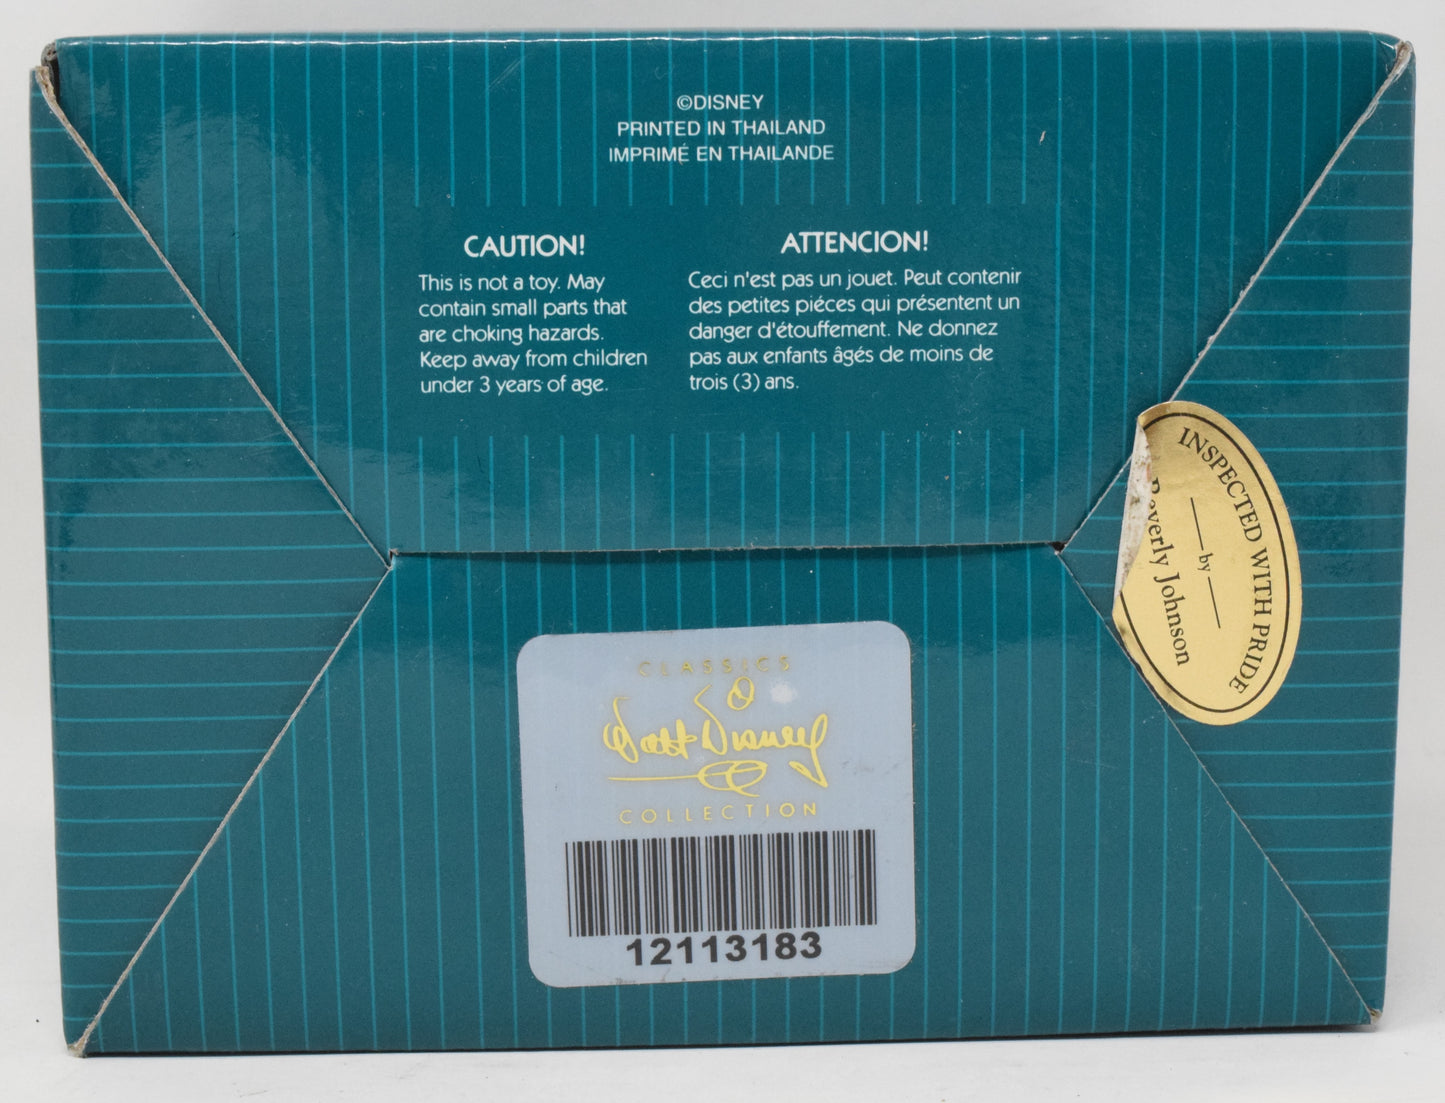 ©DISNEY
PRINTED IN THAILAND
IMPRIMÉ EN THAILANDE
CAUTION!
This is not a toy. May
contain small parts that
are choking hazards.
Keep away from children
under 3 years of age.
ATTENCION!
Ceci n'est pas un jouet. Peut contenir
des petites piéces qui présentent un
danger d'étouffement. Ne donnez
pas aux enfants âgés de moins de
trois (3) ans.
INSPECTED WITH PRIDE
by
Beverly Johnson
CLASSICS
Walt Disney
COLLECTION
12113183